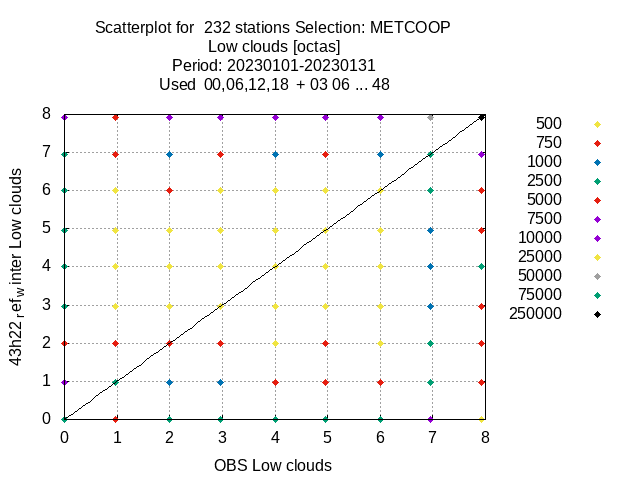 Scatterplot for  232 stations Selection: METCOOP
Low clouds [octas]
Period: 20230101-20230131
Used  00,06,12,18  + 03 06 ... 48
43h22refwinter Low clouds
8
7
6
5
4
3
2
1
0
0 1 2 3 4 5 6 7 8
OBS Low clouds
500
750
1000
2500
5000
7500
10000
25000
50000
75000
250000